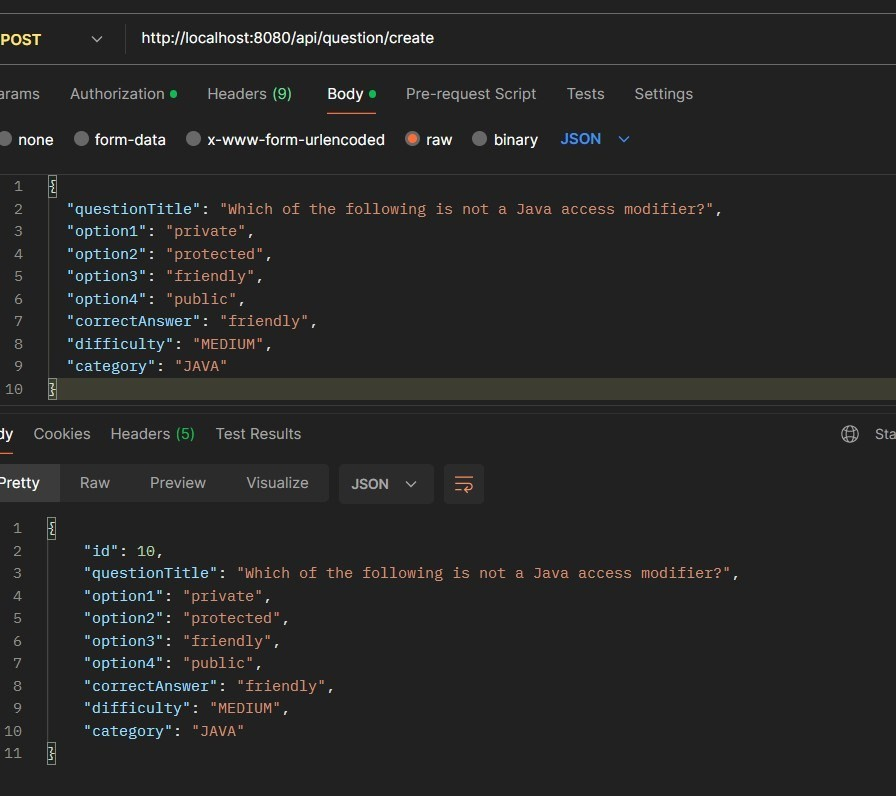 POST http://localhost:8080/api/question/create
arams Authorization Headers (9) Body Pre-request Script Tests Settings
none form-data x-www-form-urlencoded raw binary JSON
1 {
2 "questionTitle": "Which of the following is not a Java access modifier?",
3 "option1": "private",
4 "option2": "protected",
5 "option3": "friendly",
6 "option4": "public",
7 "correctAnswer": "friendly",
8 "difficulty": "MEDIUM",
9 "category": "JAVA"
10 }
dy Cookies Headers (5) Test Results Sta
Pretty Raw Preview Visualize JSON
1 {
2 "id": 10,
3 "questionTitle": "Which of the following is not a Java access modifier?",
4 "option1": "private",
5 "option2": "protected",
6 "option3": "friendly",
7 "option4": "public",
8 "correctAnswer": "friendly",
9 "difficulty": "MEDIUM",
10 "category": "JAVA"
11 }